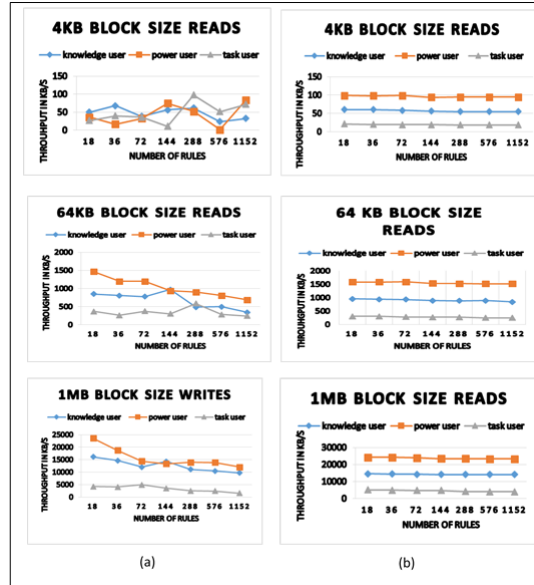 4KB BLOCK SIZE READS
knowledge user power user task user
THROUGHPUT IN KB/S
150
100
50
0
18 36 72 144 288 576 1152
NUMBER OF RULES
4KB BLOCK SIZE READS
knowledge user power user task user
THROUGHPUT IN KB/S
150
100
50
0
18 36 72 144 288 576 1152
NUMBER OF RULES
64KB BLOCK SIZE READS
knowledge user power user task user
THROUGHPUT IN KB/S
2000
1500
1000
500
0
18 36 72 144 288 576 1152
NUMBER OF RULES
64 KB BLOCK SIZE
READS
knowledge user power user task user
THROUGHPUT IN KB/S
2000
1500
1000
500
0
18 36 72 144 288 576 1152
NUMBER OF RULES
1MB BLOCK SIZE WRITES
knowledge user power user task user
THROUGHPUT IN KB/S
25000
20000
15000
10000
5000
0
18 36 72 144 288 576 1152
NUMBER OF RULES
1MB BLOCK SIZE READS
knowledge user power user task user
THROUGHPUT IN KB/S
30000
20000
10000
0
18 36 72 144 288 576 1152
NUMBER OF RULES
(a)
(b)